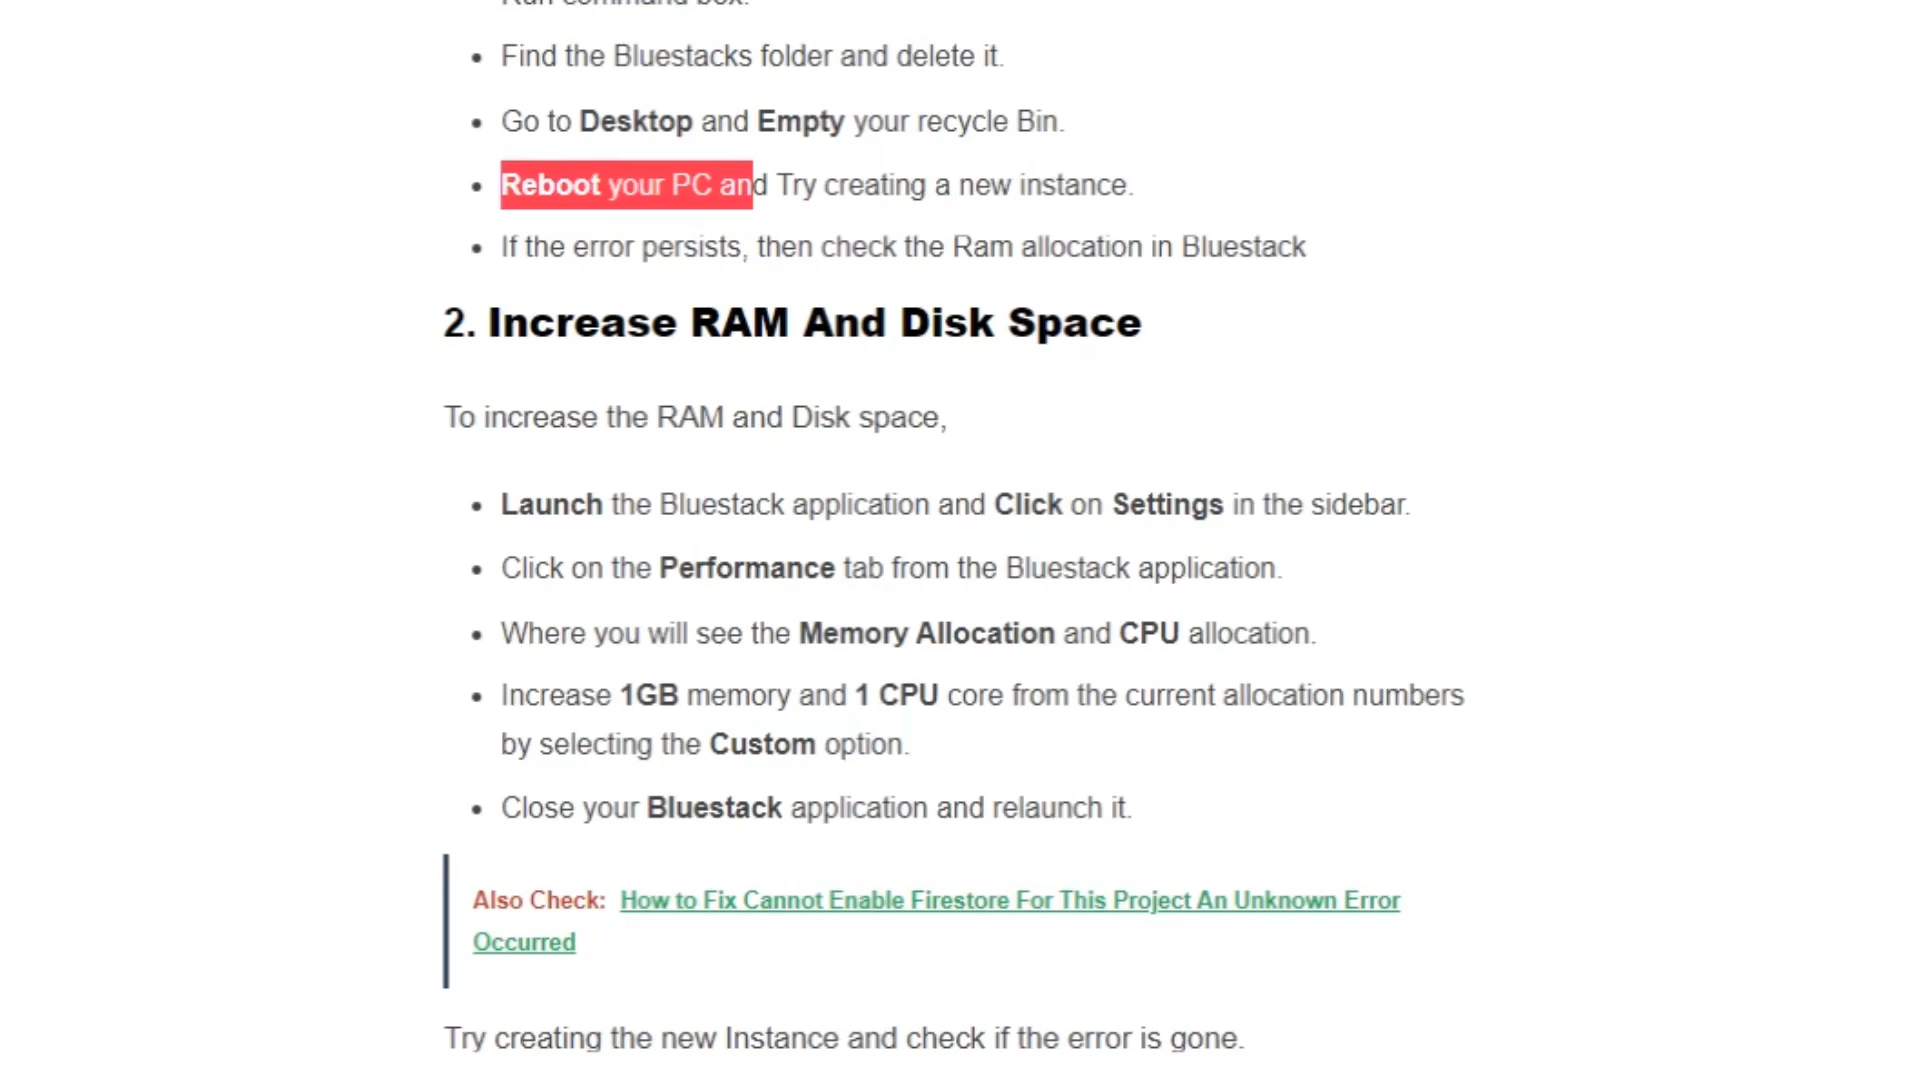 Run command box.
Find the Bluestacks folder and delete it.
Go to Desktop and Empty your recycle Bin.
Reboot your PC and Try creating a new instance.
If the error persists, then check the Ram allocation in Bluestack
2. Increase RAM And Disk Space
To increase the RAM and Disk space,
Launch the Bluestack application and Click on Settings in the sidebar.
Click on the Performance tab from the Bluestack application.
Where you will see the Memory Allocation and CPU allocation.
Increase 1GB memory and 1 CPU core from the current allocation numbers
by selecting the Custom option.
Close your Bluestack application and relaunch it.
Also Check: How to Fix Cannot Enable Firestore For This Project An Unknown Error
Occurred
Try creating the new Instance and check if the error is gone.